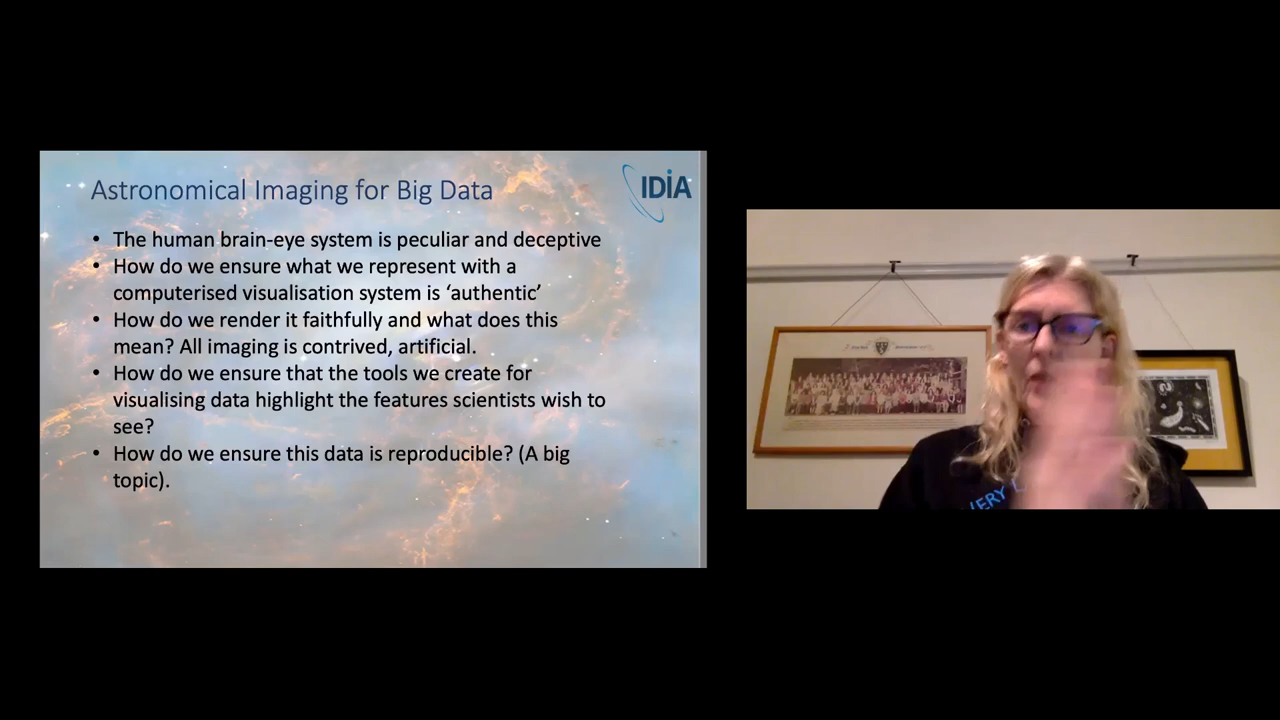 Astronomical Imaging for Big Data
IDIA
• The human brain-eye system is peculiar and deceptive
• How do we ensure what we represent with a
computerised visualisation system is ‘authentic’
• How do we render it faithfully and what does this
mean? All imaging is contrived, artificial.
• How do we ensure that the tools we create for
visualising data highlight the features scientists wish to
see?
• How do we ensure this data is reproducible? (A big
topic).